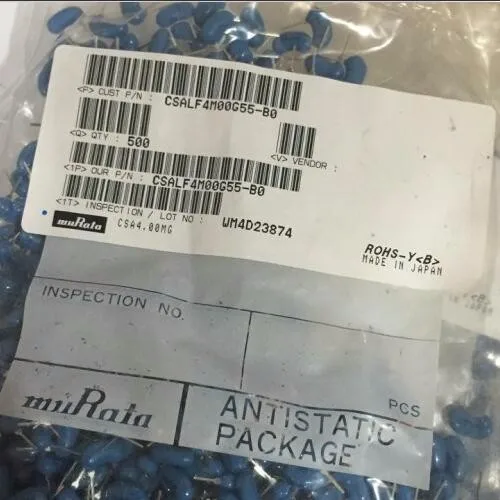 <P> CUST P/N : CSALF4M00G55-B0
<Q> QTY : 500
<V> VENDOR :
<1P> OUR P/N : CSALF4M00G55-B0
<1T> INSPECTION / LOT NO : WM4D23874
muRata CSA4.00MG
ROHS-Y<B>
MADE IN JAPAN
INSPECTION No.
PCS
muRata
ANTISTATIC
PACKAGE